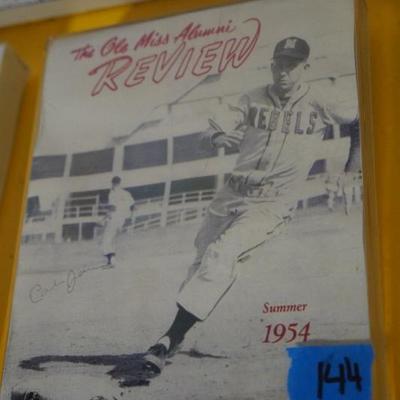 The Ole Miss Alumni
REVIEW
M
REBELS
Summer
1954
144